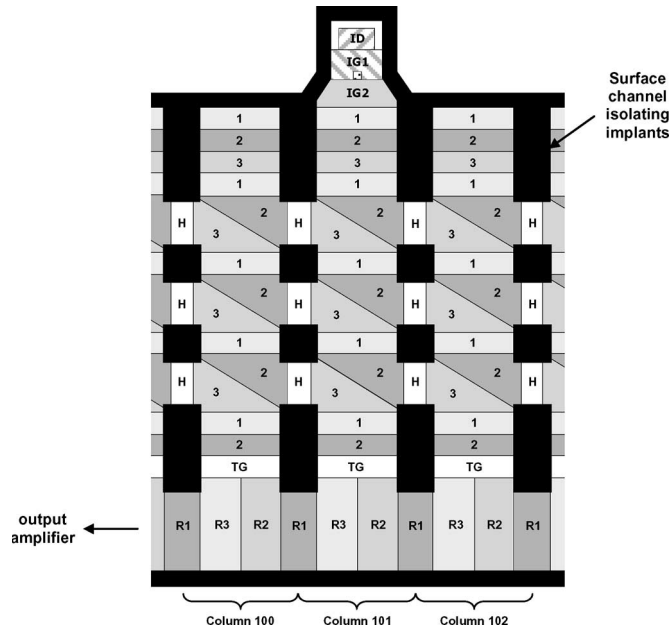 ID
IG1
IG2
Surface
channel
isolating
implants
1 1 1
2 2 2
3 3 3
1 1 1
H 2 H 2 H 2 H
3 3 3
1 1 1
H 2 H 2 H 2 H
3 3 3
1 1 1
H 2 H 2 H 2 H
3 3 3
1 1 1
2 2 2
TG TG TG
output
amplifier
R1 R3 R2 R1 R3 R2 R1 R3 R2 R1
Column 100 Column 101 Column 102